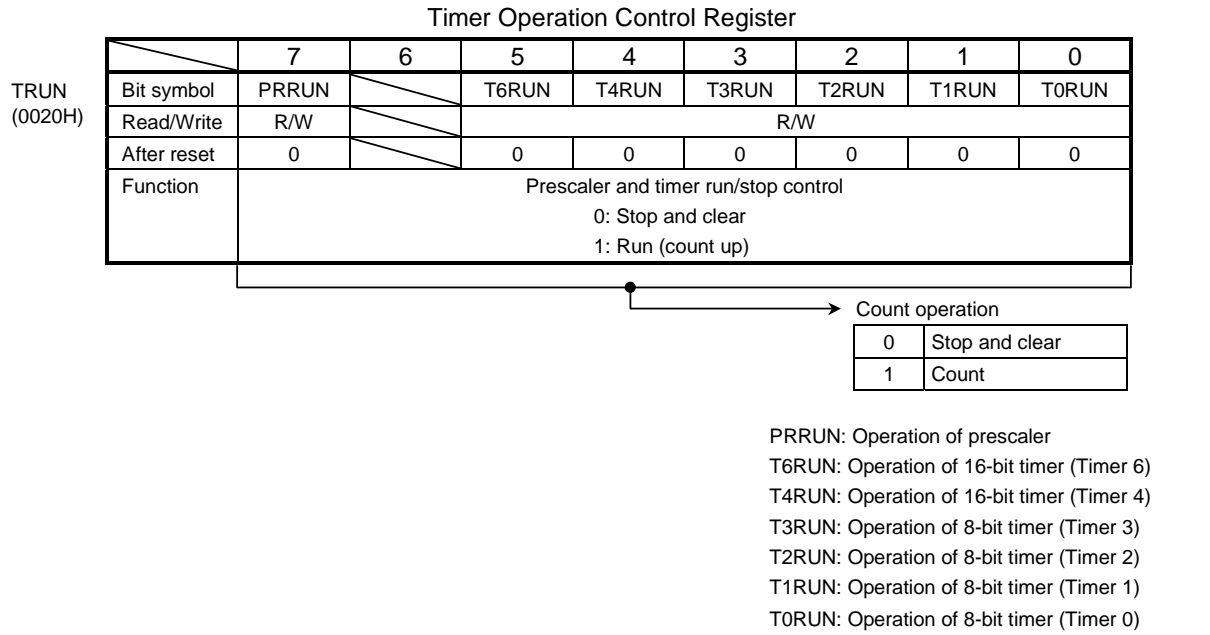 Timer Operation Control Register
7 6 5 4 3 2 1 0
TRUN
(0020H)
Bit symbol PRRUN T6RUN T4RUN T3RUN T2RUN T1RUN T0RUN
Read/Write R/W R/W
After reset 0 0 0 0 0 0 0
Function Prescaler and timer run/stop control
0: Stop and clear
1: Run (count up)
Count operation
0 Stop and clear
1 Count
PRRUN: Operation of prescaler
T6RUN: Operation of 16-bit timer (Timer 6)
T4RUN: Operation of 16-bit timer (Timer 4)
T3RUN: Operation of 8-bit timer (Timer 3)
T2RUN: Operation of 8-bit timer (Timer 2)
T1RUN: Operation of 8-bit timer (Timer 1)
T0RUN: Operation of 8-bit timer (Timer 0)